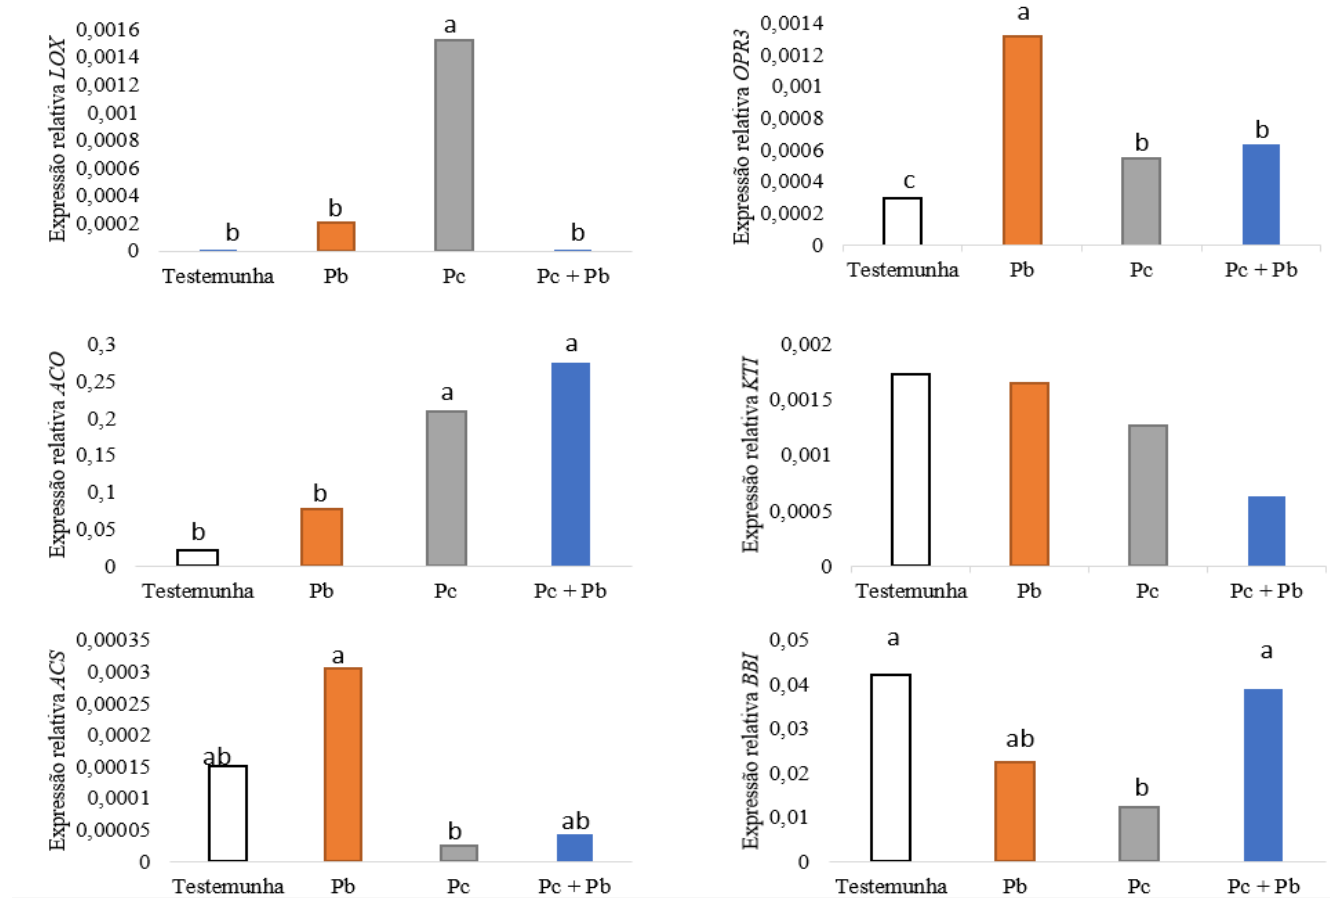 Expressão relativa LOX
0,0016
0,0014
0,0012
0,001
0,0008
0,0006
0,0004
0,0002
0
b
b
a
b
Testemunha
Pb
Pc
Pc + Pb
Expressão relativa OPR3
0,0014
0,0012
0,001
0,0008
0,0006
0,0004
0,0002
0
c
a
b
b
Testemunha
Pb
Pc
Pc + Pb
Expressão relativa ACO
0,3
0,25
0,2
0,15
0,1
0,05
0
b
b
a
a
Testemunha
Pb
Pc
Pc + Pb
Expressão relativa KTI
0,002
0,0015
0,001
0,0005
0
Testemunha
Pb
Pc
Pc + Pb
Expressão relativa ACS
0,00035
0,0003
0,00025
0,0002
0,00015
0,0001
0,00005
0
ab
a
b
ab
Testemunha
Pb
Pc
Pc + Pb
Expressão relativa BBI
0,05
0,04
0,03
0,02
0,01
0
a
ab
b
a
Testemunha
Pb
Pc
Pc + Pb